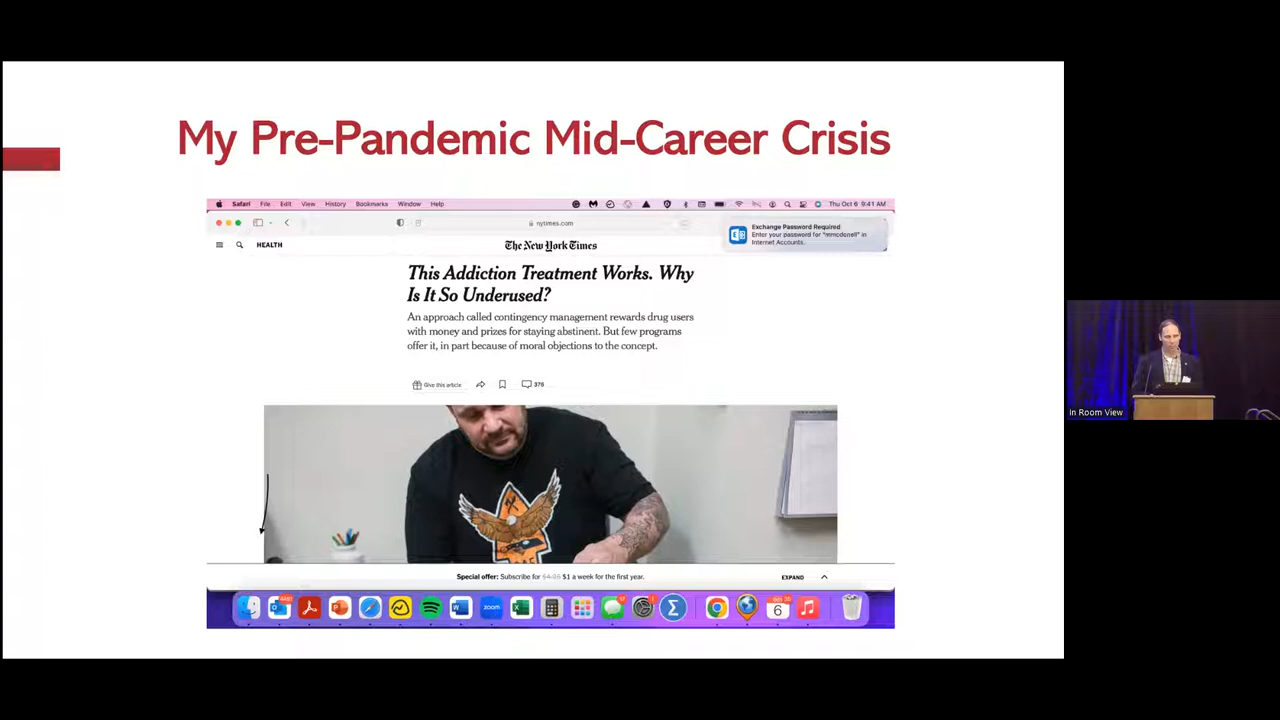 My Pre-Pandemic Mid-Career Crisis
Safari File Edit View History Bookmarks Window Help Thu Oct 6 9:41 AM
nytimes.com
Exchange Password Required
Enter your password for "mmcdonell" in
Internet Accounts.
HEALTH
The New York Times
This Addiction Treatment Works. Why
Is It So Underused?
An approach called contingency management rewards drug users
with money and prizes for staying abstinent. But few programs
offer it, in part because of moral objections to the concept.
Give this article
376
In Room View
Special offer: Subscribe for $4.25 $1 a week for the first year.
EXPAND
zoom
6